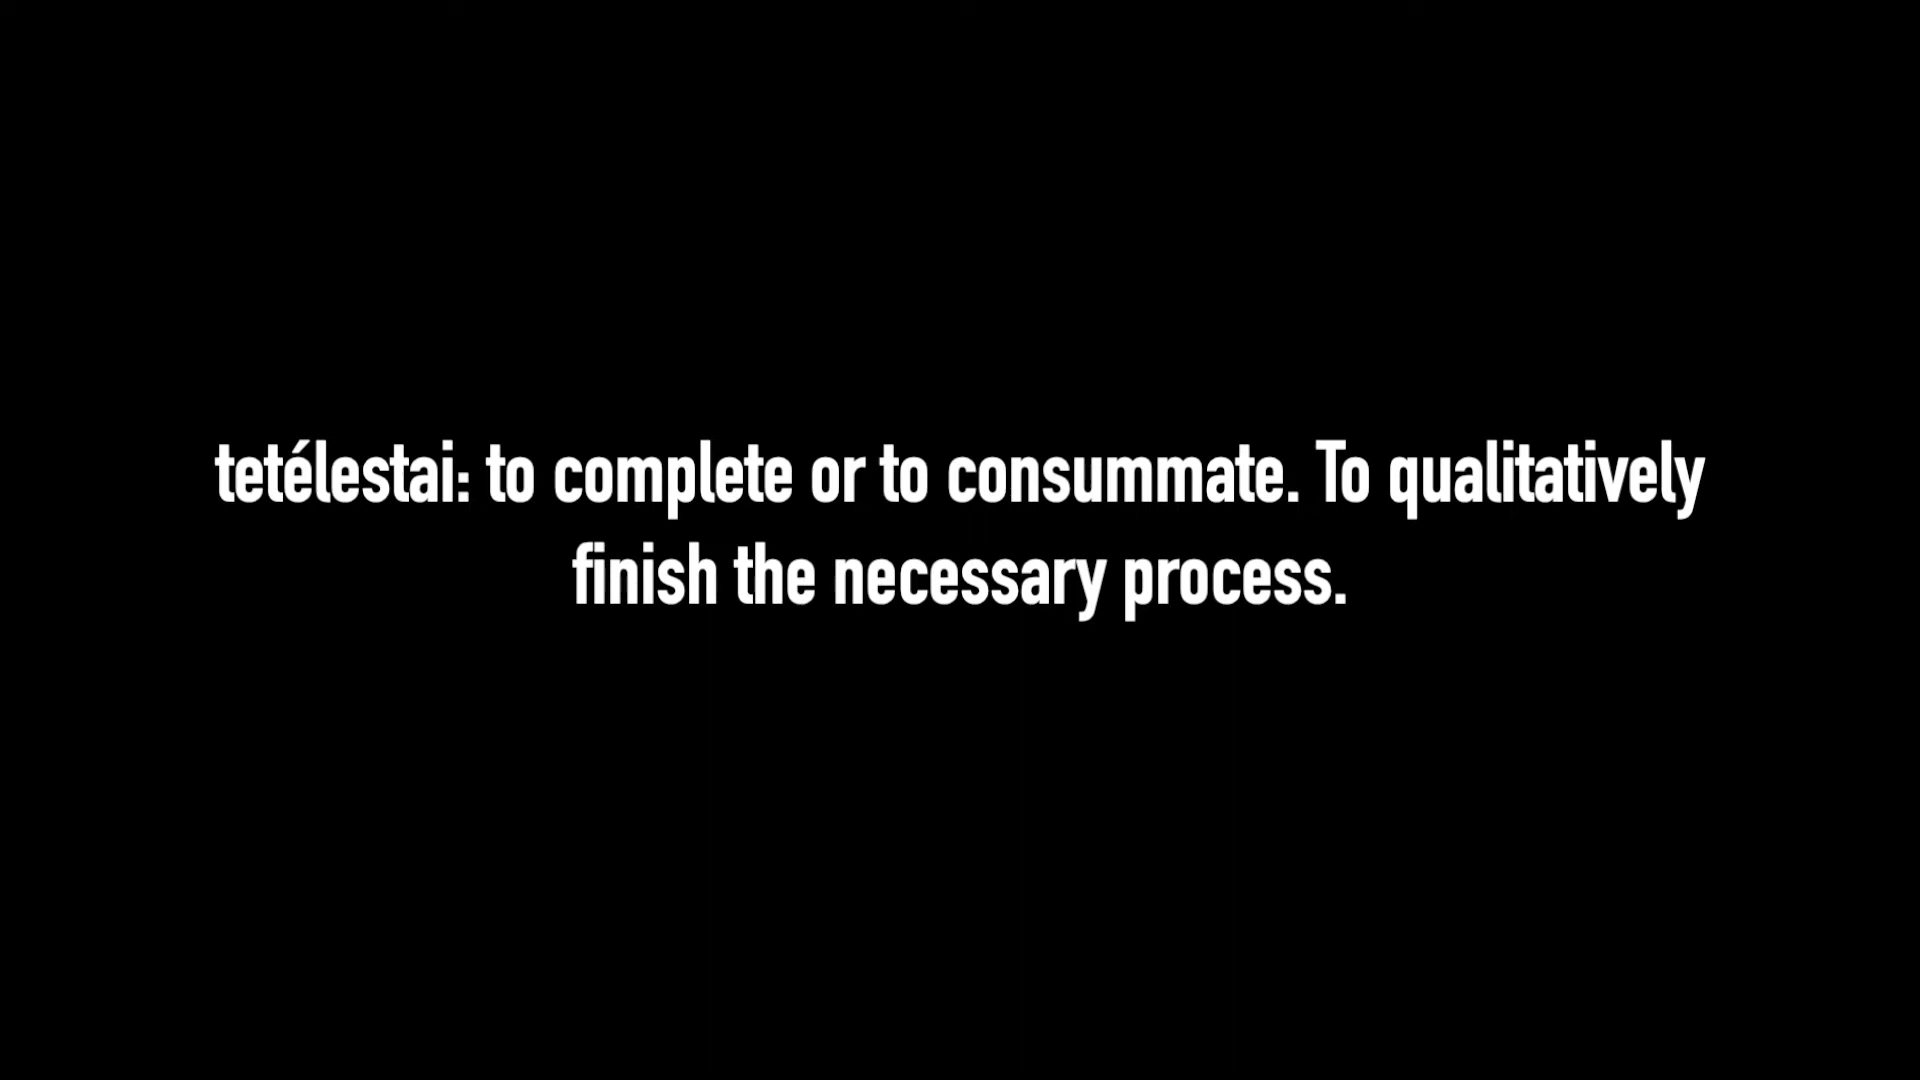 tetélestai: to complete or to consummate. To qualitatively
finish the necessary process.